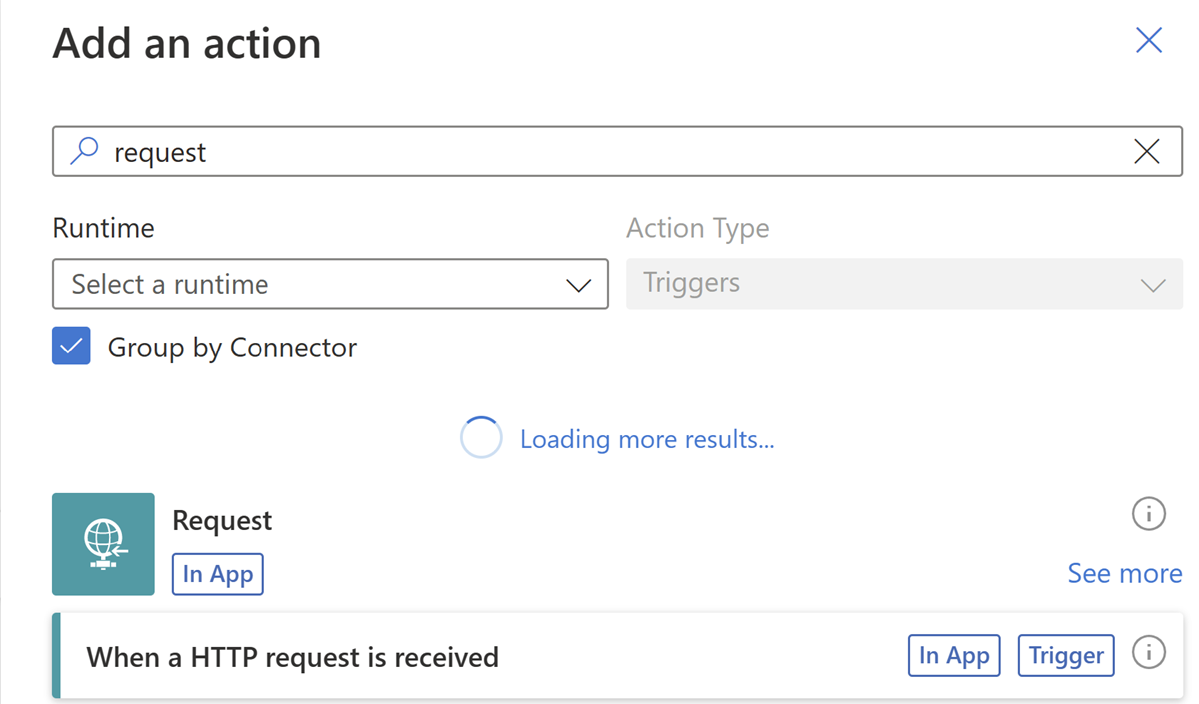 Add an action
request
Runtime
Action Type
Select a runtime
Triggers
Group by Connector
Loading more results...
Request
In App
See more
When a HTTP request is received
In App
Trigger